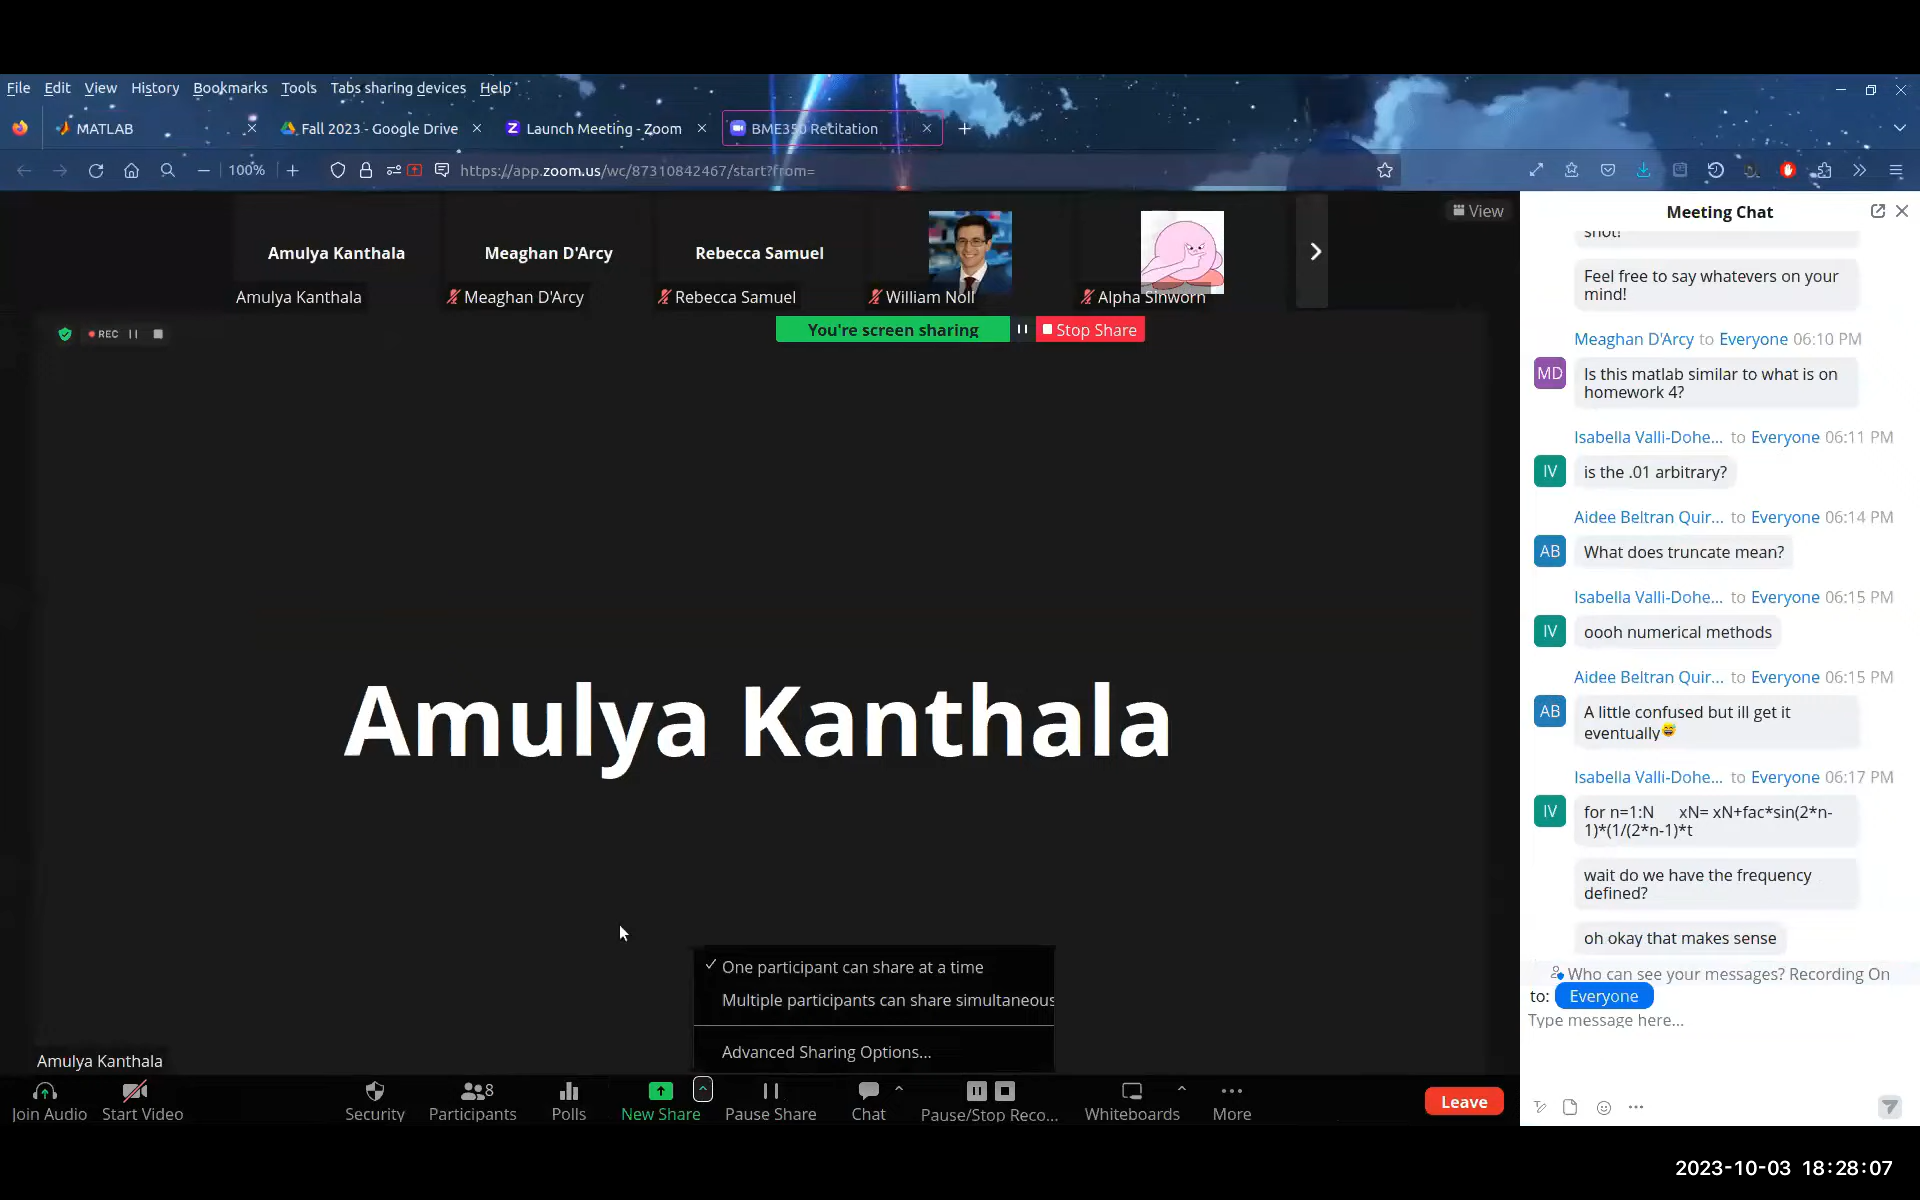 File Edit View History Bookmarks Tools Tabs sharing devices Help
MATLAB
Fall 2023 - Google Drive
Launch Meeting - Zoom
BME350 Recitation
100%
https://app.zoom.us/wc/87310842467/start?from=
View
Amulya Kanthala
Meaghan D'Arcy
Rebecca Samuel
Amulya Kanthala
Meaghan D'Arcy
Rebecca Samuel
William Noll
Alpha Sinworn
REC
You're screen sharing
Stop Share
Amulya Kanthala
One participant can share at a time
Multiple participants can share simultaneous
Advanced Sharing Options...
Amulya Kanthala
Join Audio
Start Video
Security
8
Participants
Polls
New Share
Pause Share
Chat
Pause/Stop Reco...
Whiteboards
More
Leave
Meeting Chat
shot!
Feel free to say whatevers on your
mind!
Meaghan D'Arcy to Everyone 06:10 PM
MD
Is this matlab similar to what is on
homework 4?
Isabella Valli-Dohe... to Everyone 06:11 PM
IV
is the .01 arbitrary?
Aidee Beltran Quir... to Everyone 06:14 PM
AB
What does truncate mean?
Isabella Valli-Dohe... to Everyone 06:15 PM
IV
oooh numerical methods
Aidee Beltran Quir... to Everyone 06:15 PM
AB
A little confused but ill get it
eventually😅
Isabella Valli-Dohe... to Everyone 06:17 PM
IV
for n=1:N xN= xN+fac*sin(2*n-
1)*(1/(2*n-1)*t
wait do we have the frequency
defined?
oh okay that makes sense
Who can see your messages? Recording On
to: Everyone
Type message here...
2023-10-03 18:28:07